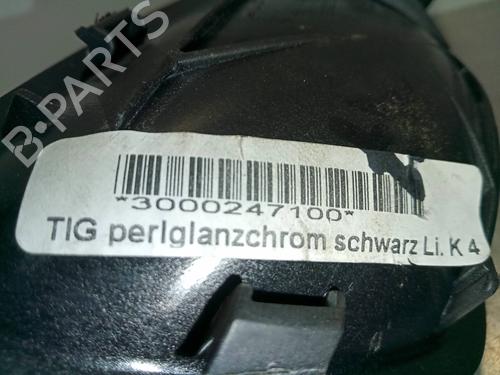 B-PARTS
*3000247100*
TIG perlglanzchrom schwarz Li. K 4